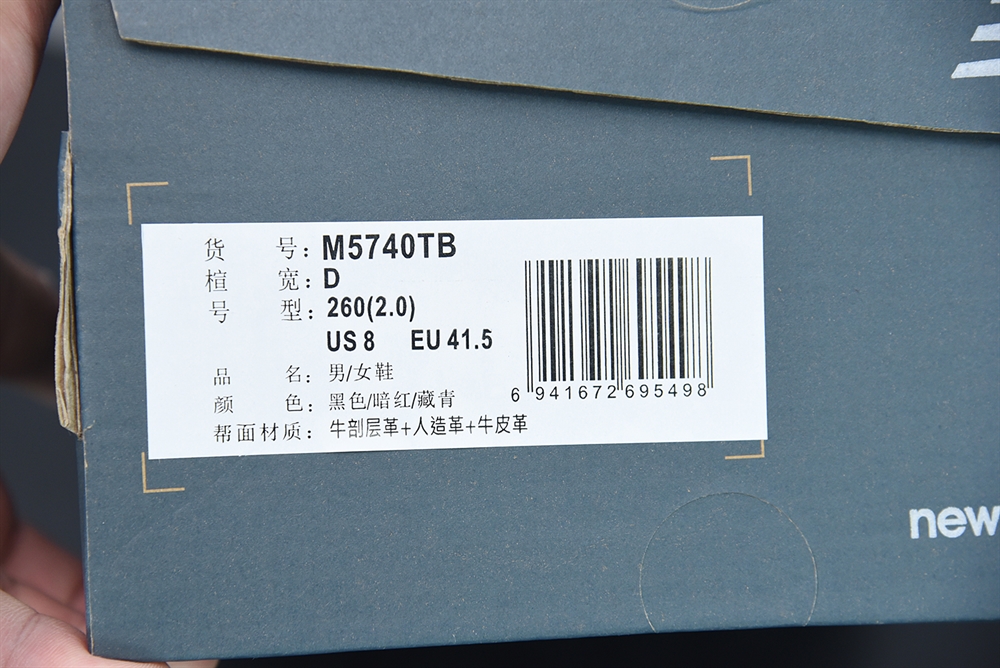 货 号: M5740TB
楦 宽: D
号 型: 260(2.0)
US 8 EU 41.5
品 名: 男/女鞋
颜 色: 黑色/暗红/藏青
帮面材质: 牛剖层革+人造革+牛皮革
6 941672 695498
new